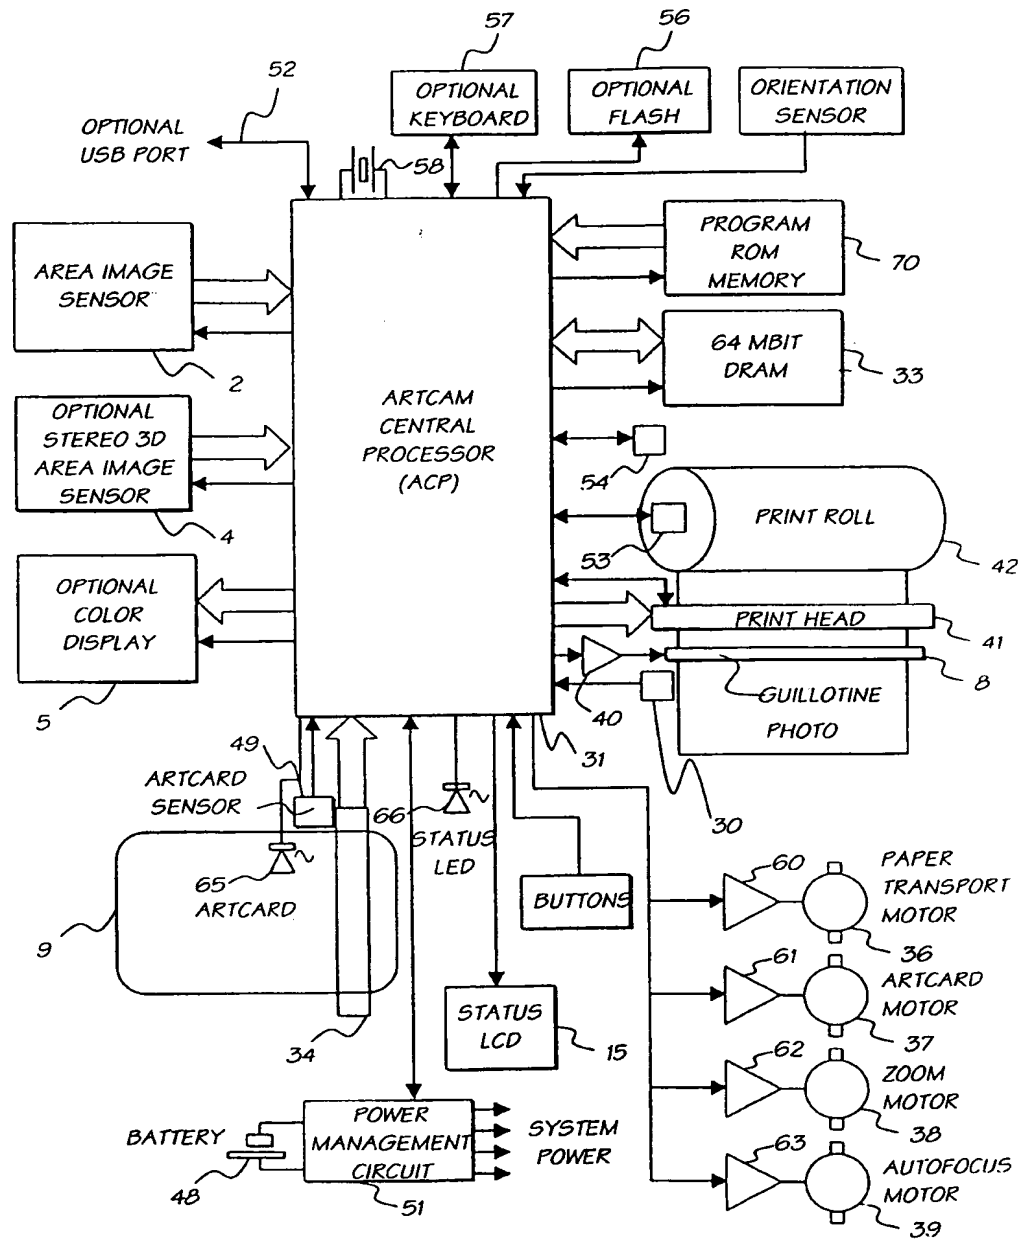 57
56
52
OPTIONAL
KEYBOARD
OPTIONAL
FLASH
ORIENTATION
SENSOR
OPTIONAL
USB PORT
58
AREA IMAGE
SENSOR
2
PROGRAM
ROM
MEMORY
70
64 MBIT
DRAM
33
OPTIONAL
STEREO 3D
AREA IMAGE
SENSOR
4
ARTCAM
CENTRAL
PROCESSOR
(ACP)
54
PRINT ROLL
53
42
OPTIONAL
COLOR
DISPLAY
5
PRINT HEAD
41
8
GUILLOTINE
40
PHOTO
31
30
49
ARTCARD
SENSOR
66
STATUS
LED
65
ARTCARD
9
BUTTONS
60
PAPER
TRANSPORT
MOTOR
36
61
ARTCARD
MOTOR
37
34
STATUS
LCD
15
62
ZOOM
MOTOR
38
BATTERY
48
POWER
MANAGEMENT
CIRCUIT
51
SYSTEM
POWER
63
AUTOFOCUS
MOTOR
39